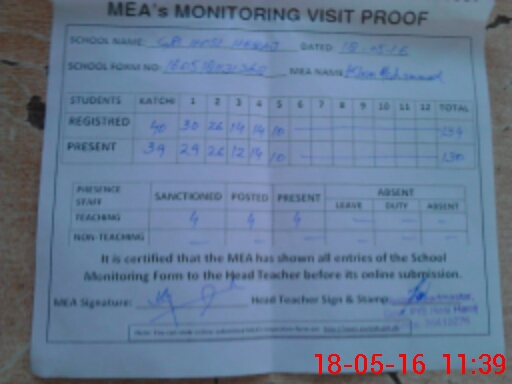 MEA's MONITORING VISIT PROOF
SCHOOL NAME: DATED
SCHOOL FORM NO: MEA NAME
STUDENTS KATCHI 1 2 3 4 5 6 7 8 9 10 11 12 TOTAL
REGISTRED 40 30 26 14 14 10 134
PRESENT 34 24 26 12 14 10 130
PRESENCE STAFF SANCTIONED POSTED PRESENT ABSENT
LEAVE DUTY ABSENT
TEACHING 4 4 4 — — —
NON-TEACHING — — — — — —
It is certified that the MEA has shown all entries of the School
Monitoring Form to the Head Teacher before its online submission.
MEA Signature: Head Teacher Sign & Stamp:
18-05-16 11:39